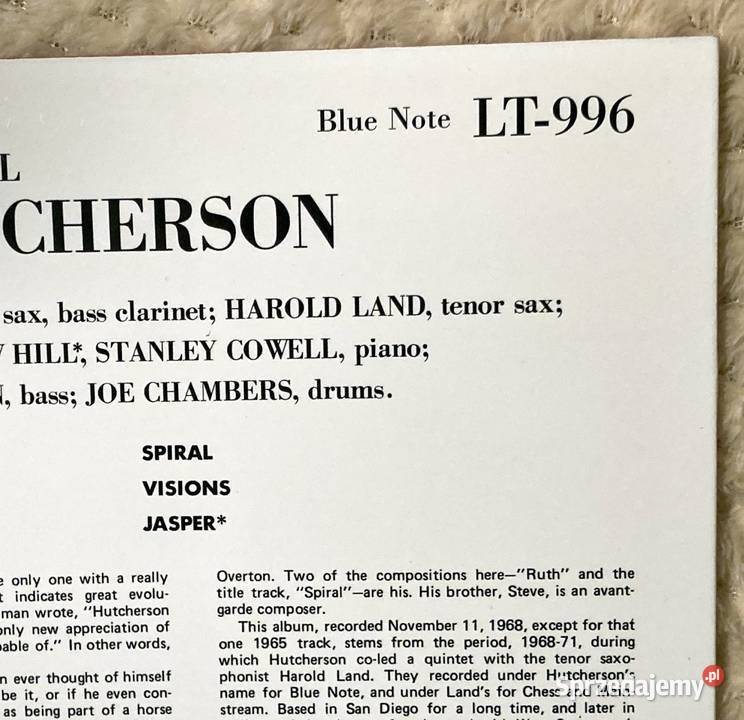 Blue Note LT-996
L
CHERSON
sax, bass clarinet; HAROLD LAND, tenor sax;
HILL*, STANLEY COWELL, piano;
, bass; JOE CHAMBERS, drums.
SPIRAL
VISIONS
JASPER*
only one with a really
indicates great evolu-
man wrote, "Hutcherson
only new appreciation of
able of." In other words,
n ever thought of himself
be it, or if he even con-
as being part of a horse
Overton. Two of the compositions here—"Ruth" and the
title track, "Spiral"—are his. His brother, Steve, is an avant-
garde composer.
This album, recorded November 11, 1968, except for that
one 1965 track, stems from the period, 1968-71, during
which Hutcherson co-led a quintet with the tenor saxo-
phonist Harold Land. They recorded under Hutcherson's
name for Blue Note, and under Land's for Chess and Main-
stream. Based in San Diego for a long time, and later in
Sprzedajemy.pl